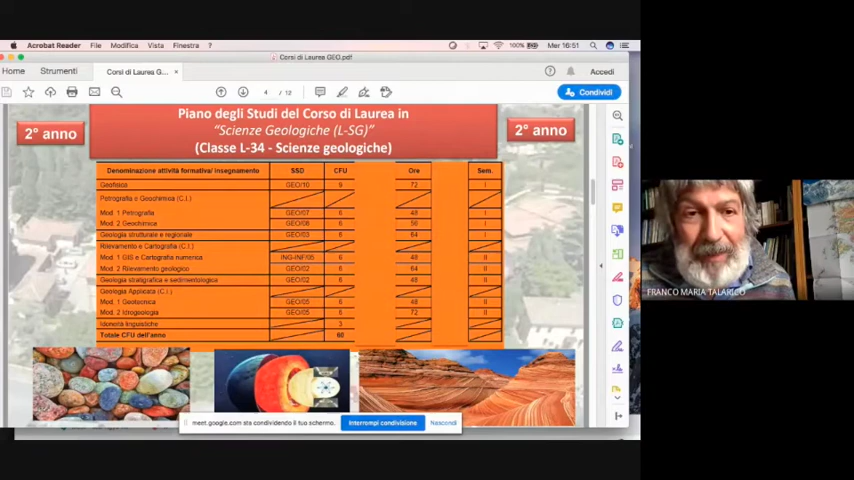 Acrobat Reader File Modifica Vista Finestra ? 100% Mer 16:51
Corsi di Laurea GEO.pdf
Home Strumenti Corsi di Laurea G... × Accedi
4 / 12 Condividi
Piano degli Studi del Corso di Laurea in
2° anno “Scienze Geologiche (L-SG)” 2° anno
(Classe L-34 - Scienze geologiche)
Denominazione attività formativa/ insegnamento SSD CFU Ore Sem.
Geofisica GEO/10 9 72 I
Petrografia e Geochimica (C.I.)
Mod. 1 Petrografia GEO/07 6 48 I
Mod. 2 Geochimica GEO/08 6 56 I
Geologia strutturale e regionale GEO/03 6 64 I
Rilevamento e Cartografia (C.I.)
Mod. 1 GIS e Cartografia numerica ING-INF/05 6 48 II
Mod. 2 Rilevamento geologico GEO/02 6 64 II
Geologia stratigrafica e sedimentologica GEO/02 6 48 II
Geologia Applicata (C.I.)
Mod. 1 Geotecnica GEO/05 6 48 II
Mod. 2 Idrogeologia GEO/05 6 72 II
Idoneità linguistiche 3
Totale CFU dell'anno 60
FRANCO MARIA TALARICO
meet.google.com sta condividendo il tuo schermo. Interrompi condivisione Nascondi